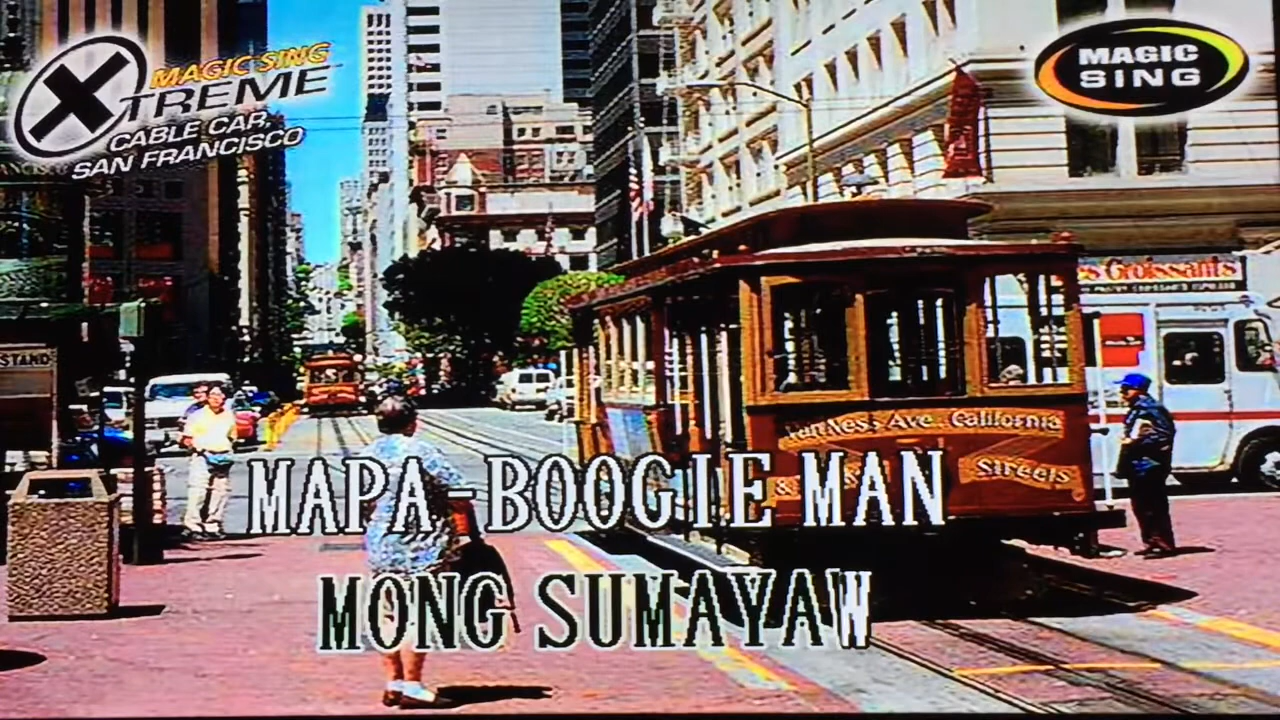 MAGIC SING
XTREME
CABLE CAR,
SAN FRANCISCO
MAGIC
SING
STAND
Croissants
Van Ness Ave. California
&
Streets
MAPA-BOOGIE MAN
MONG SUMAYAW